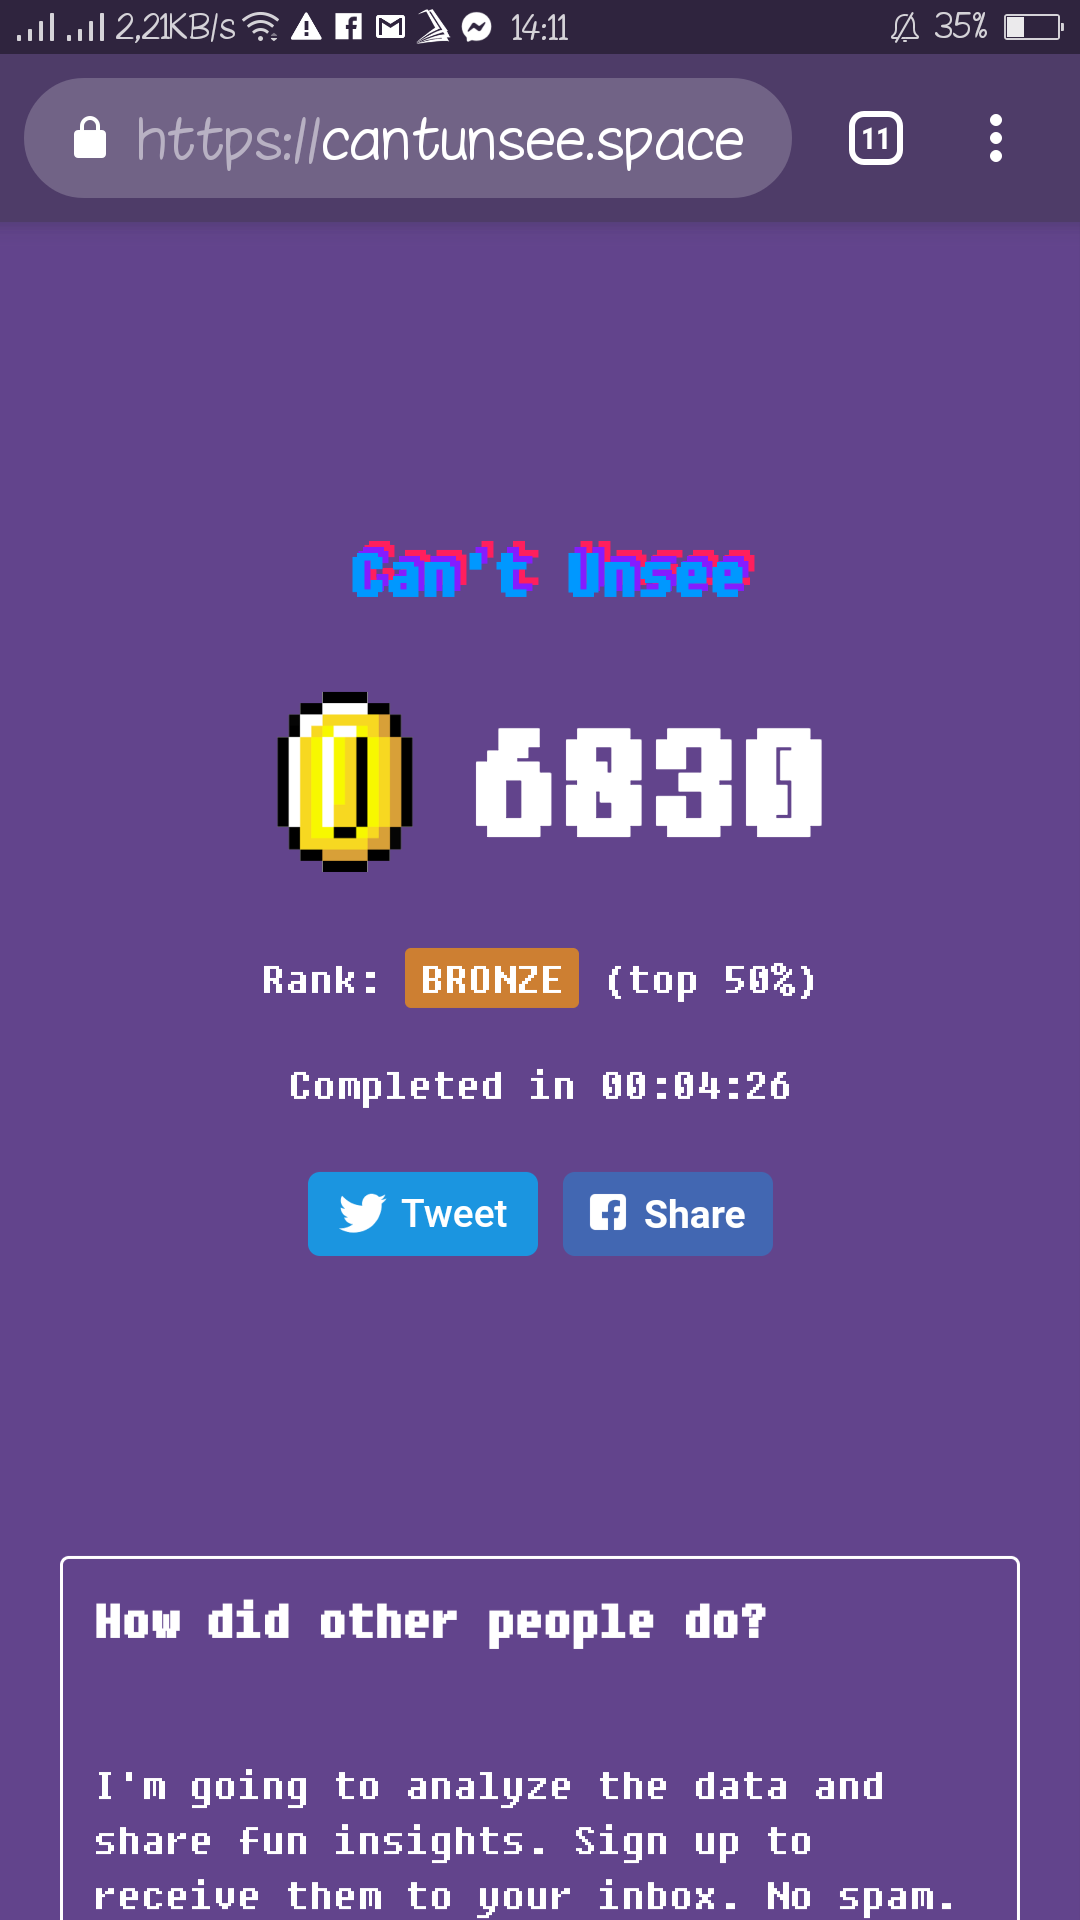 2,21KB/s 14:11 35%
https://cantunsee.space 11
Can't Unsee
6830
Rank: BRONZE (top 50%)
Completed in 00:04:26
Tweet Share
How did other people do?
I'm going to analyze the data and
share fun insights. Sign up to
receive them to your inbox. No spam.